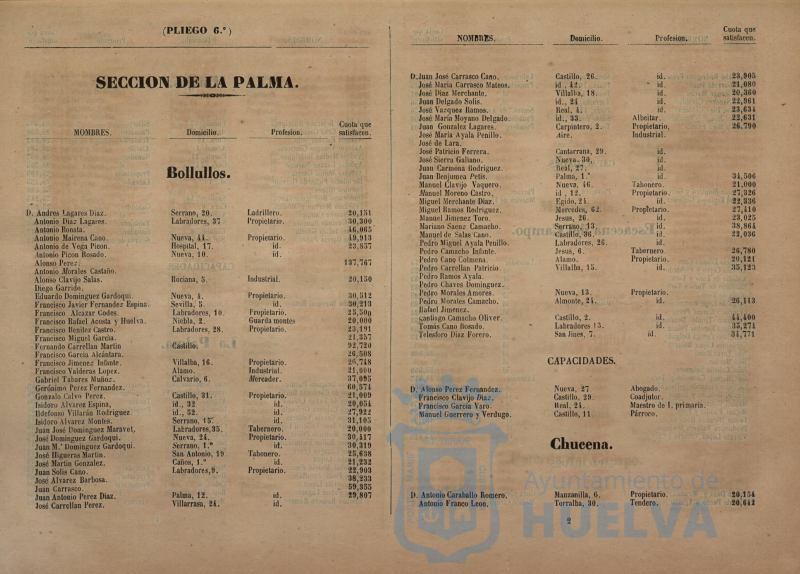 (PLIEGO 6.º)
SECCION DE LA PALMA.
NOMBRES. Domicilio. Profesion. Cuota que satisfacen.
Bollullos.
D. Andres Lagares Diaz. Serrano, 20. Ladrillero. 20,151
Antonio Diaz Lagares. Labradores, 37 Propietario. 30,300
Antonio Ronata. 46,065
Antonio Mairena Cano. Nueva, 44. Propietario. 49,913
Antonio de Vega Picon. Hospital, 17. id. 23,857
Antonio Picon Rosado. Nueva, 10. id.
Alonso Perez. 137,767
Antonio Morales Castaño.
Alonso Clavijo Salas. Rociana, 5. Industrial. 20,150
Diego Garrido.
Eduardo Dominguez Gardoqui. Nueva, 4. Propietario. 30,512
Francisco Javier Fernandez Espina. Sevilla, 5. id. 30,213
Francisco Alcazar Godes. Labradores, 10. Propietario. 25,500
Francisco Rafael Acosta y Huelva. Niebla, 2. Guarda montes 20,000
Francisco Benitez Castro. Labradores, 28. Propietario. 23,191
Francisco Miguel Garcia. 21,357
Fernando Carrellan Martin Castillo. 92,720
Francisco Garcia Alcántara. 26,508
Francisco Jimenez Infante. Villalba, 16. Propietario. 26,748
Francisco Valderas Lopez. Alamo. Industrial. 21,000
Gabriel Tabares Muñoz. Calvario, 6. Mercader. 37,095
Gerónimo Perez Fernandez. 60,574
Gonzalo Calvo Perez. Castillo, 31. Propietario. 21,009
Isidoro Alvarez Espina. id., 32 id. 20,054
Ildefonso Villarán Rodriguez id., 52. id. 27,922
Isidoro Alvarez Montes. Serrano, 15. id. 31,105
Juan José Dominguez Maravet, Labradores, 35. Tabernero. 20,000
José Dominguez Gardoqui. Nueva, 24. Propietario. 30,417
Juan M.ª Dominguez Gardoqui. Serrano, 1.º id. 30,319
José Higueras Martin. San Antonio, 19 Tahonero. 25,638
José Martin Gonzalez. Caños, 1.º id. 21,232
Juan Solis Cano. Labradores, 9. Propietario. 22,903
José Alvarez Barbosa. 38,233
Juan Carrasco. 59,355
Juan Antonio Perez Diaz. Palma, 12. id. 29,807
José Carrellan Perez. Villarrasa, 24. id.
NOMBRES. Domicilio. Profesion. Cuota que satisfacen.
D. Juan José Carrasco Cano. Castillo, 26. id. 23,905
José Maria Carrasco Mateos. id., 42. id. 21,080
José Diaz Merchante. Villalba, 18. id. 20,360
Juan Delgado Solis. id., 24 id. 22,961
José Vazquez Ramos. Real, 4. id. 23,634
José Maria Moyano Delgado. id., 33. Albeitar. 22,631
Juan Gonzalez Lagares. Carpintero, 2. Propietario, 26,790
José Maria Ayala Penillo. Aire. Industrial.
José de Lara.
José Patricio Ferrera. Cantarrana, 29. id.
José Sierra Galiano. Nueva, 30, id.
Juan Carmona Rodriguez. Real, 27. id.
Juan Benjumea Petis. Palma, 1.º id. 34,506
Manuel Clavijo Vaquero. Nueva, 46. Tahonero. 21,000
Manuel Moreno Castro. id., 12. Propietario. 27,326
Miguel Merchante Diaz. Egido, 24. id. 22,336
Miguel Ramos Rodriguez. Mercedes, 62. Propietario. 27,410
Manuel Jimenez Toro. Jesus, 26. id. 23,025
Mariano Saenz Camacho. Serrano, 13. id. 38,864
Manuel de Salas Cano. Castillo, 36. id. 22,036
Pedro Miguel Ayala Penillo. Labradores, 26. id.
Pedro Camacho Infante. Jesus, 6. Tabernero. 26,780
Pedro Cano Colmena. Alamo. Propietario. 20,121
Pedro Carrellan Patricio. Villalba, 15. id. 35,123
Pedro Ramos Ayala.
Pedro Chaves Dominguez.
Pedro Morales Amores. Nueva, 13. Propietario.
Pedro Morales Camacho. Almonte, 24. id. 26,113
Rafael Jimenez.
Santiago Camacho Oliver. Castillo, 2. id. 44,400
Tomás Cano Rosado. Labradores 15. id. 35,271
Telesforo Diaz Forero. San Jines, 7. id. 31,771
CAPACIDADES.
D. Alonso Perez Fernandez. Nueva, 27 Abogado.
Francisco Clavijo Diaz. Castillo, 29. Coadjutor.
Francisco Garcia Varo. Real, 24. Maestro de 1. primaria.
Manuel Guerrero y Verdugo. Castillo, 11 Párroco.
Chucena.
D. Antonio Caraballo Romero. Manzanilla, 6. Propietario. 20,154
Antonio Franco Leon. Torralba, 30. Tendero. 20,642
2
Ayuntamiento de
HUELVA